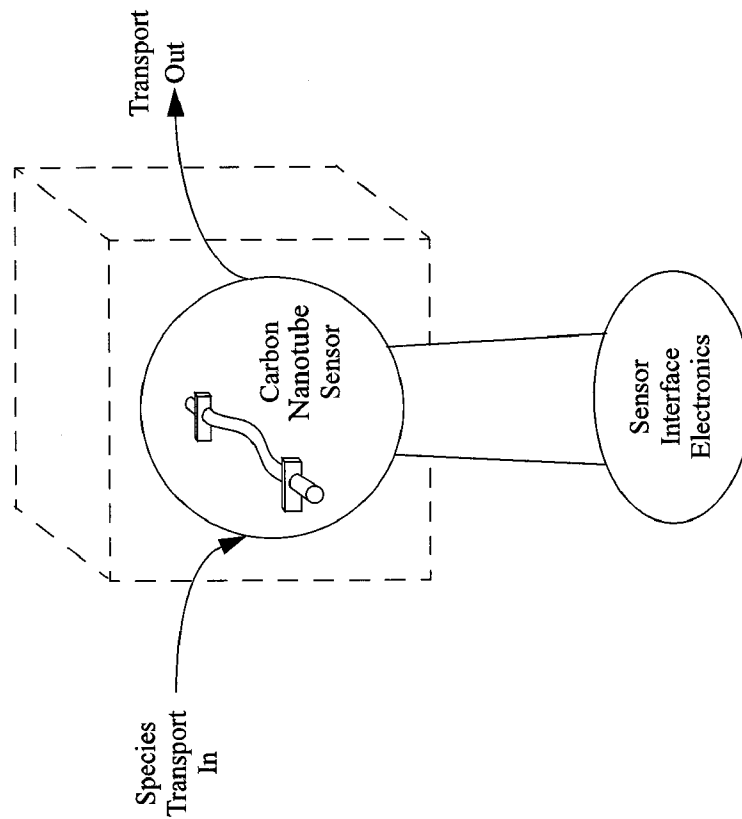 Species
Transport
In
Carbon
Nanotube
Sensor
Transport
Out
Sensor
Interface
Electronics